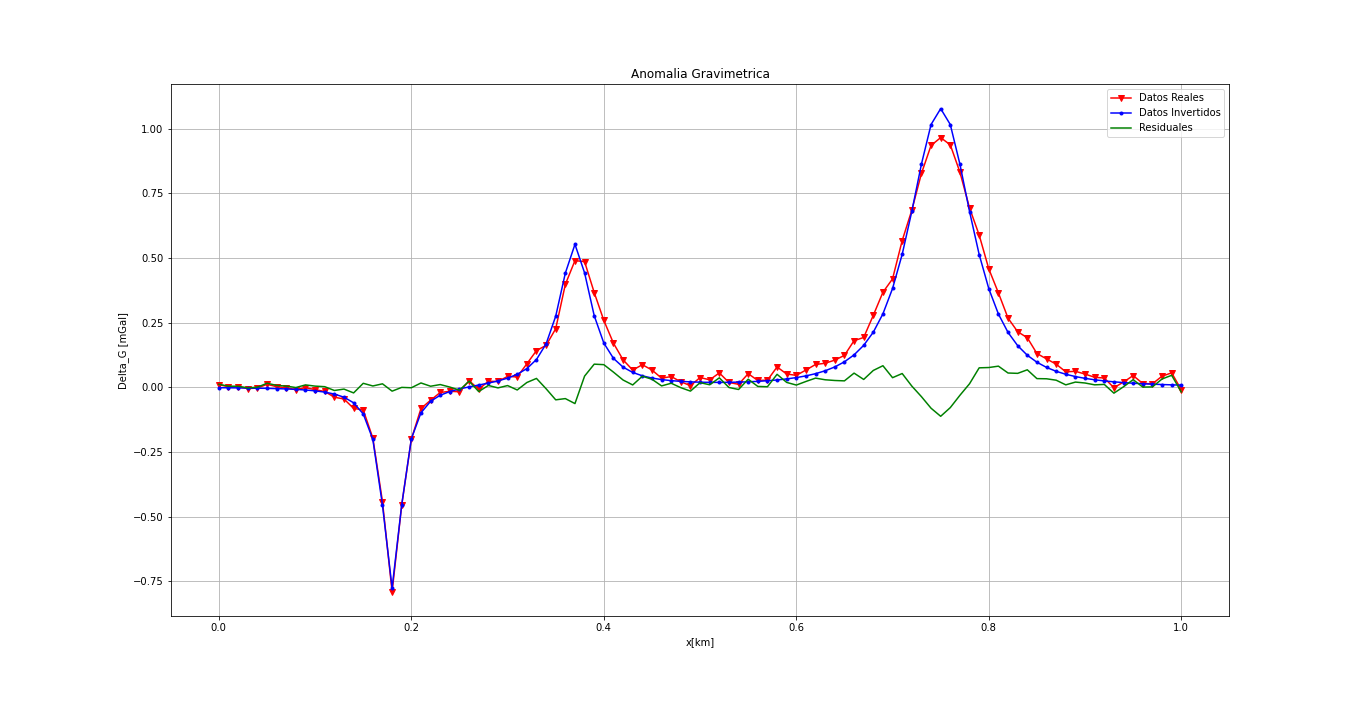 Anomalia Gravimetrica
Datos Reales
Datos Invertidos
Residuales
Delta_G [mGal]
1.00
0.75
0.50
0.25
0.00
−0.25
−0.50
−0.75
0.0
0.2
0.4
0.6
0.8
1.0
x[km]